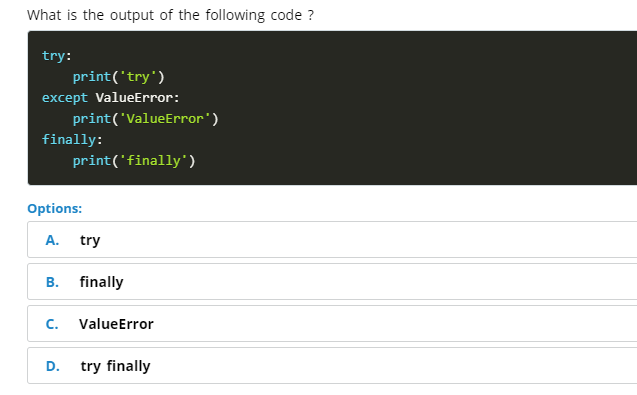 What is the output of the following code ?
try:
    print('try')
except ValueError:
    print('ValueError')
finally:
    print('finally')
Options:
A. try
B. finally
C. ValueError
D. try finally